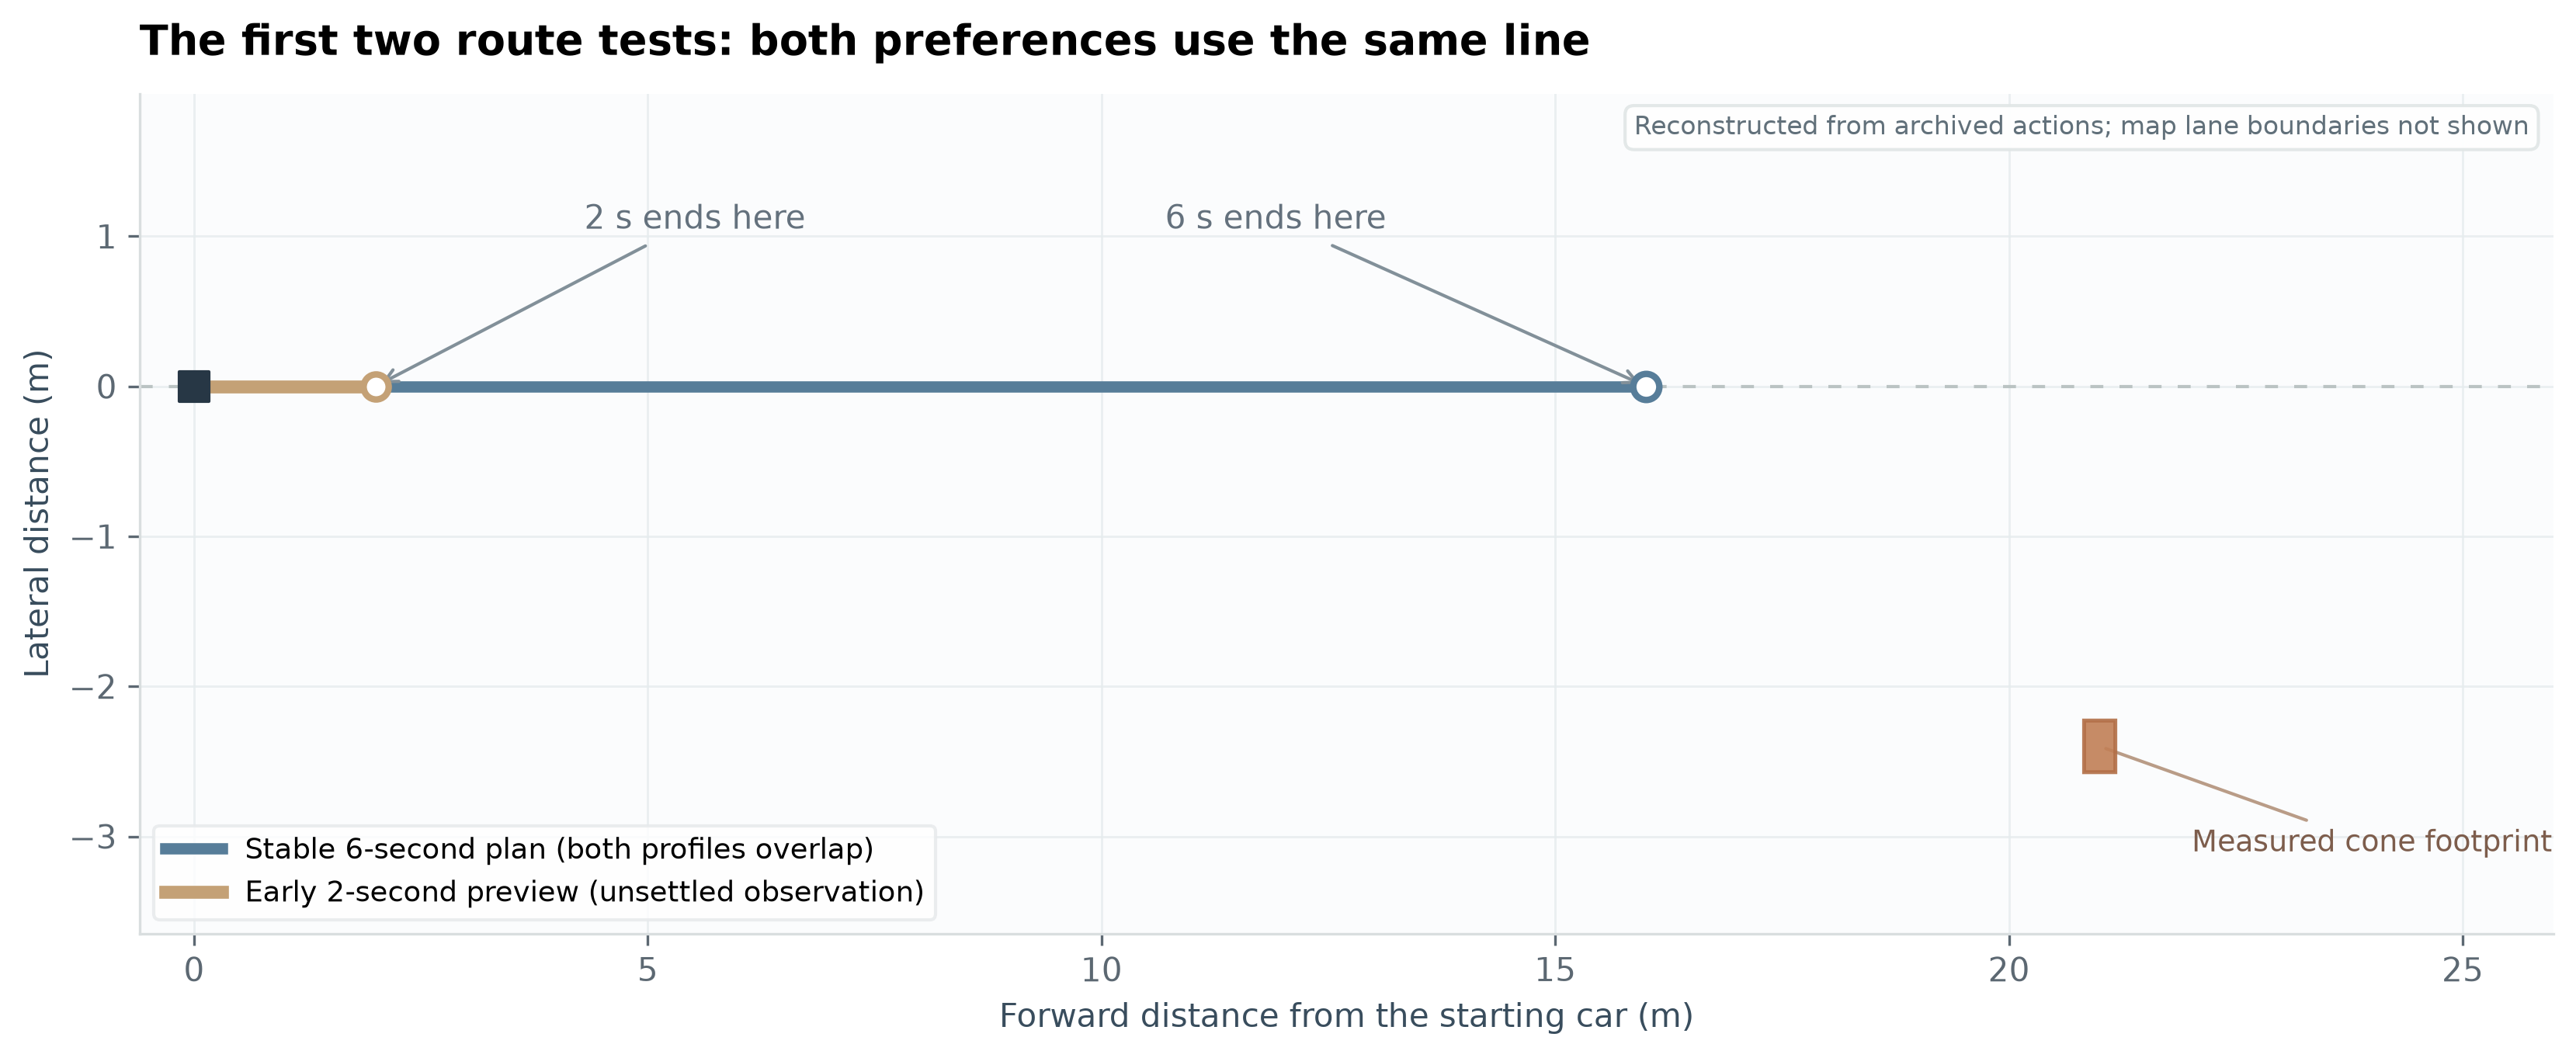 The first two route tests: both preferences use the same line
Reconstructed from archived actions; map lane boundaries not shown
2 s ends here
6 s ends here
1
0
−1
−2
−3
Lateral distance (m)
Measured cone footprint
Stable 6-second plan (both profiles overlap)
Early 2-second preview (unsettled observation)
0
5
10
15
20
25
Forward distance from the starting car (m)